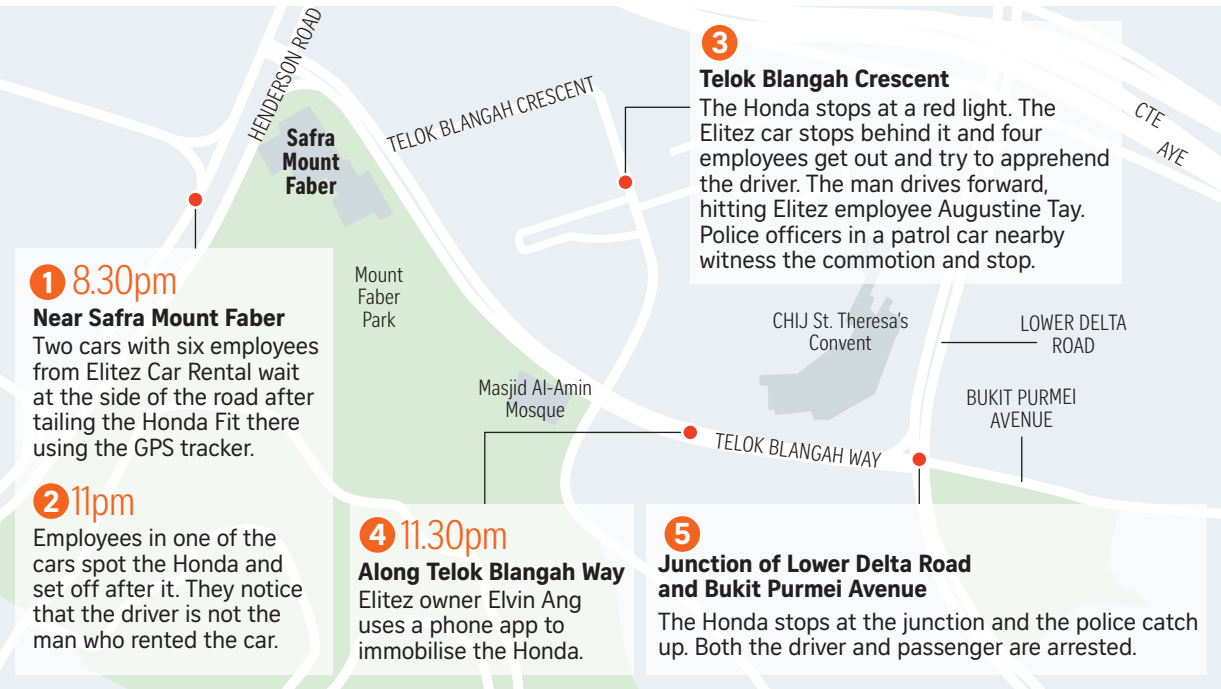 HENDERSON ROAD
Safra
Mount
Faber
TELOK BLANGAH CRESCENT
3
Telok Blangah Crescent
The Honda stops at a red light. The
Elitez car stops behind it and four
employees get out and try to apprehend
the driver. The man drives forward,
hitting Elitez employee Augustine Tay.
Police officers in a patrol car nearby
witness the commotion and stop.
CTE
AYE
1 8.30pm
Near Safra Mount Faber
Two cars with six employees
from Elitez Car Rental wait
at the side of the road after
tailing the Honda Fit there
using the GPS tracker.
2 11pm
Employees in one of the
cars spot the Honda and
set off after it. They notice
that the driver is not the
man who rented the car.
Mount
Faber
Park
Masjid Al-Amin
Mosque
CHIJ St. Theresa's
Convent
LOWER DELTA
ROAD
BUKIT PURMEI
AVENUE
TELOK BLANGAH WAY
4 11.30pm
Along Telok Blangah Way
Elitez owner Elvin Ang
uses a phone app to
immobilise the Honda.
5
Junction of Lower Delta Road
and Bukit Purmei Avenue
The Honda stops at the junction and the police catch
up. Both the driver and passenger are arrested.